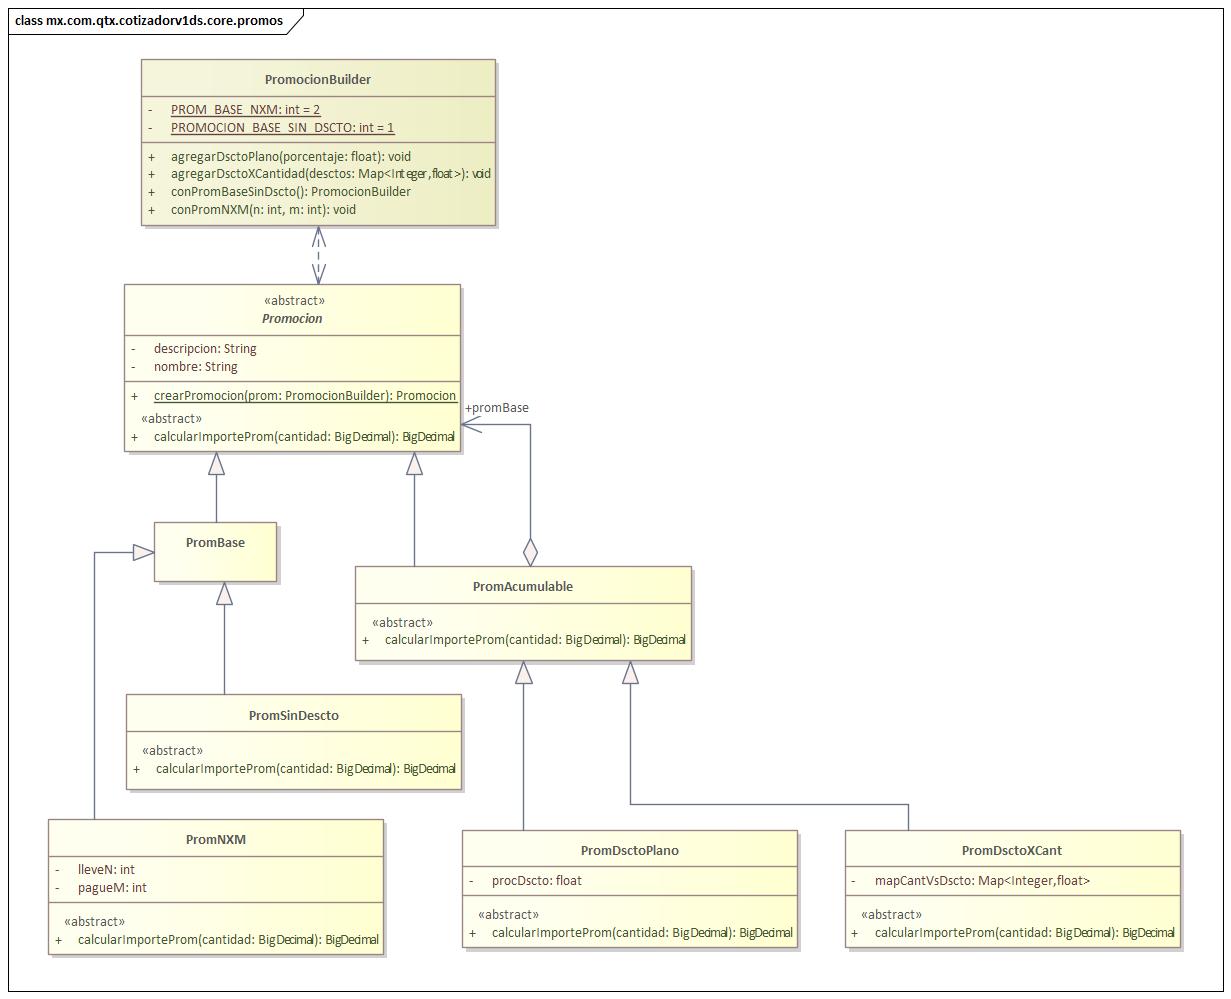 class mx.com.qtx.cotizadorv1ds.core.promos
PromocionBuilder
- PROM_BASE_NXM: int = 2
- PROMOCION_BASE_SIN_DSCTO: int = 1
+ agregarDsctoPlano(porcentaje: float): void
+ agregarDsctoXCantidad(desctos: Map<Integer,float>): void
+ conPromBaseSinDscto(): PromocionBuilder
+ conPromNXM(n: int, m: int): void
«abstract»
Promocion
- descripcion: String
- nombre: String
+ crearPromocion(prom: PromocionBuilder): Promocion
«abstract»
+ calcularImporteProm(cantidad: BigDecimal): BigDecimal
+promBase
PromBase
PromAcumulable
«abstract»
+ calcularImporteProm(cantidad: BigDecimal): BigDecimal
PromSinDescto
«abstract»
+ calcularImporteProm(cantidad: BigDecimal): BigDecimal
PromNXM
- lleveN: int
- pagueM: int
«abstract»
+ calcularImporteProm(cantidad: BigDecimal): BigDecimal
PromDsctoPlano
- procDscto: float
«abstract»
+ calcularImporteProm(cantidad: BigDecimal): BigDecimal
PromDsctoXCant
- mapCantVsDscto: Map<Integer,float>
«abstract»
+ calcularImporteProm(cantidad: BigDecimal): BigDecimal